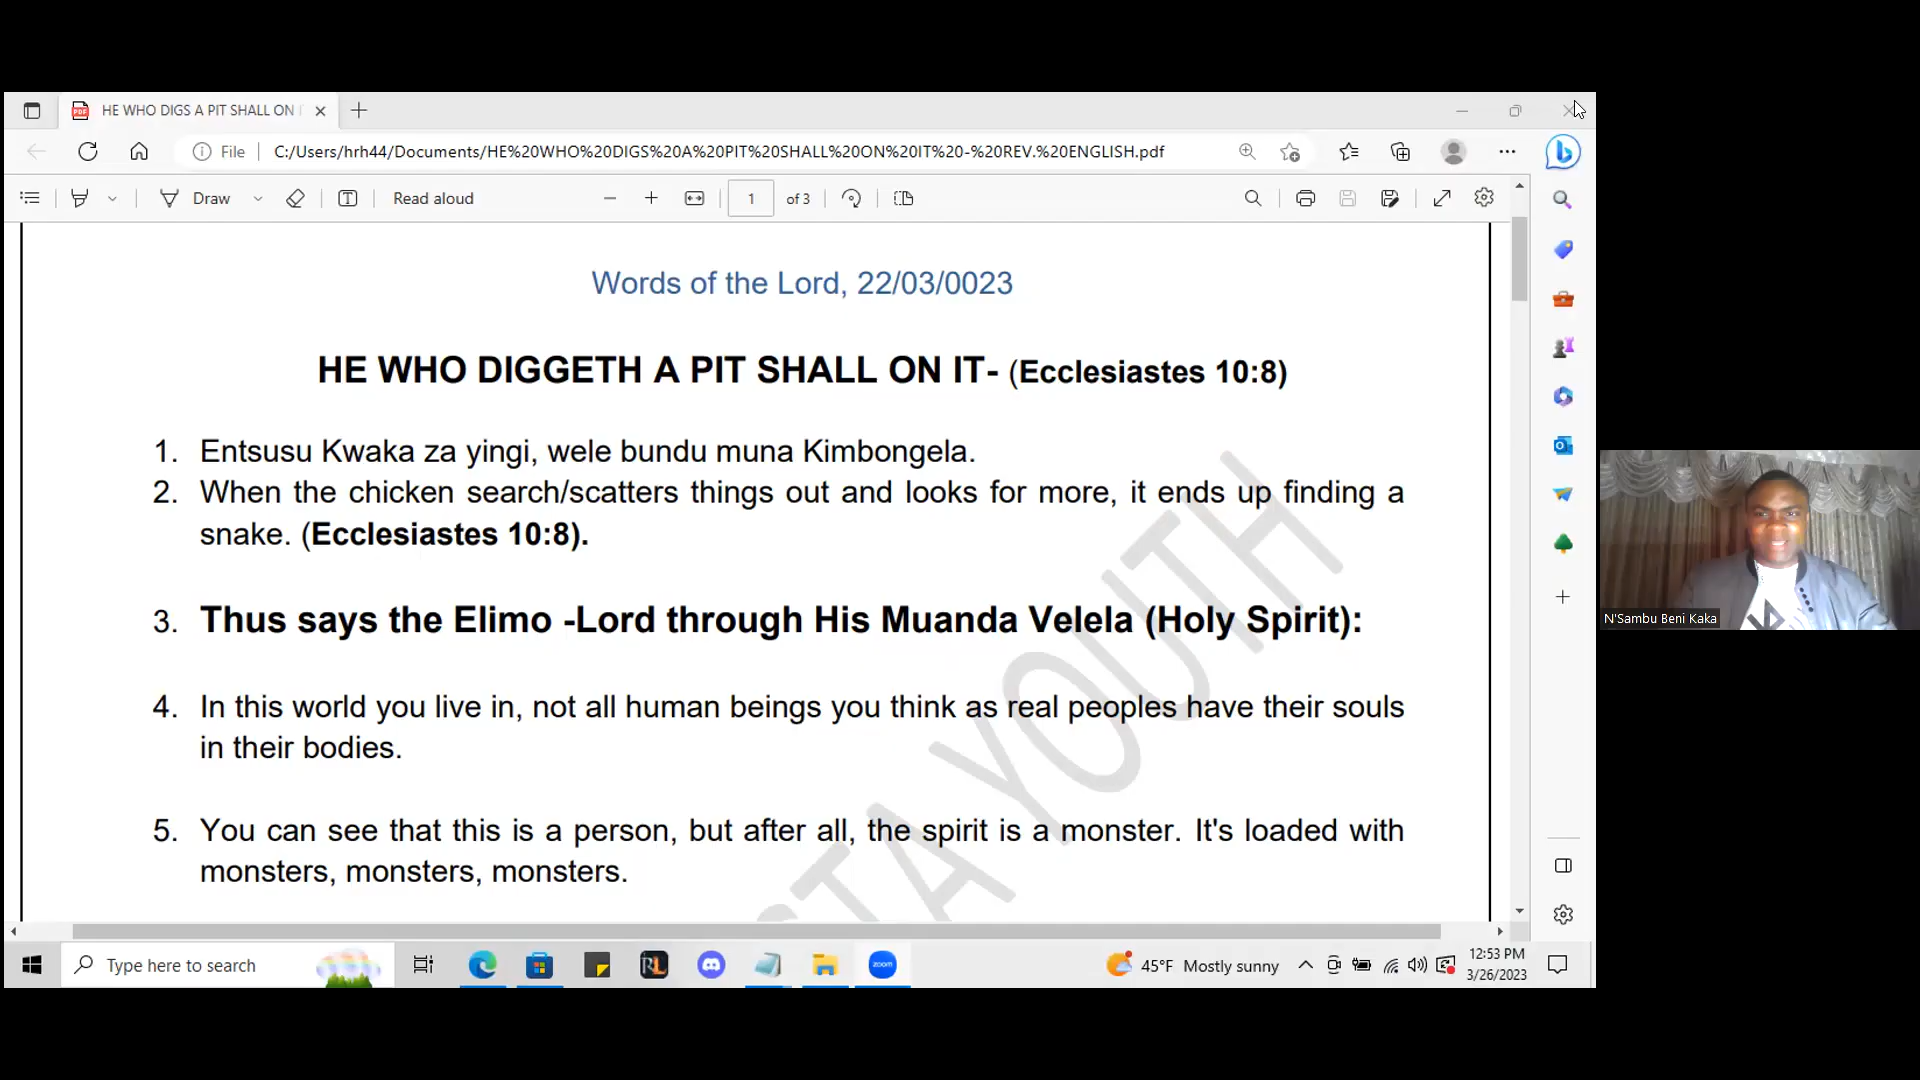 HE WHO DIGS A PIT SHALL ON I
File
C:/Users/hrh44/Documents/HE%20WHO%20DIGS%20A%20PIT%20SHALL%20ON%20IT%20-%20REV.%20ENGLISH.pdf
Draw
Read aloud
1 of 3
Words of the Lord, 22/03/0023
HE WHO DIGGETH A PIT SHALL ON IT- (Ecclesiastes 10:8)
1. Entsusu Kwaka za yingi, wele bundu muna Kimbongela.
2. When the chicken search/scatters things out and looks for more, it ends up finding a
snake. (Ecclesiastes 10:8).
3. Thus says the Elimo -Lord through His Muanda Velela (Holy Spirit):
4. In this world you live in, not all human beings you think as real peoples have their souls
in their bodies.
5. You can see that this is a person, but after all, the spirit is a monster. It's loaded with
monsters, monsters, monsters.
YOUTH
N'Sambu Beni Kaka
Type here to search
zoom
45°F Mostly sunny
12:53 PM
3/26/2023